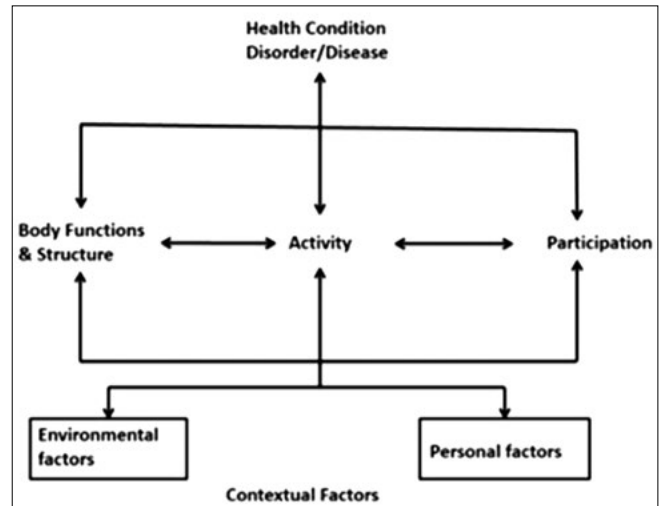 Health Condition
Disorder/Disease
Body Functions
& Structure
Activity
Participation
Environmental
factors
Personal factors
Contextual Factors